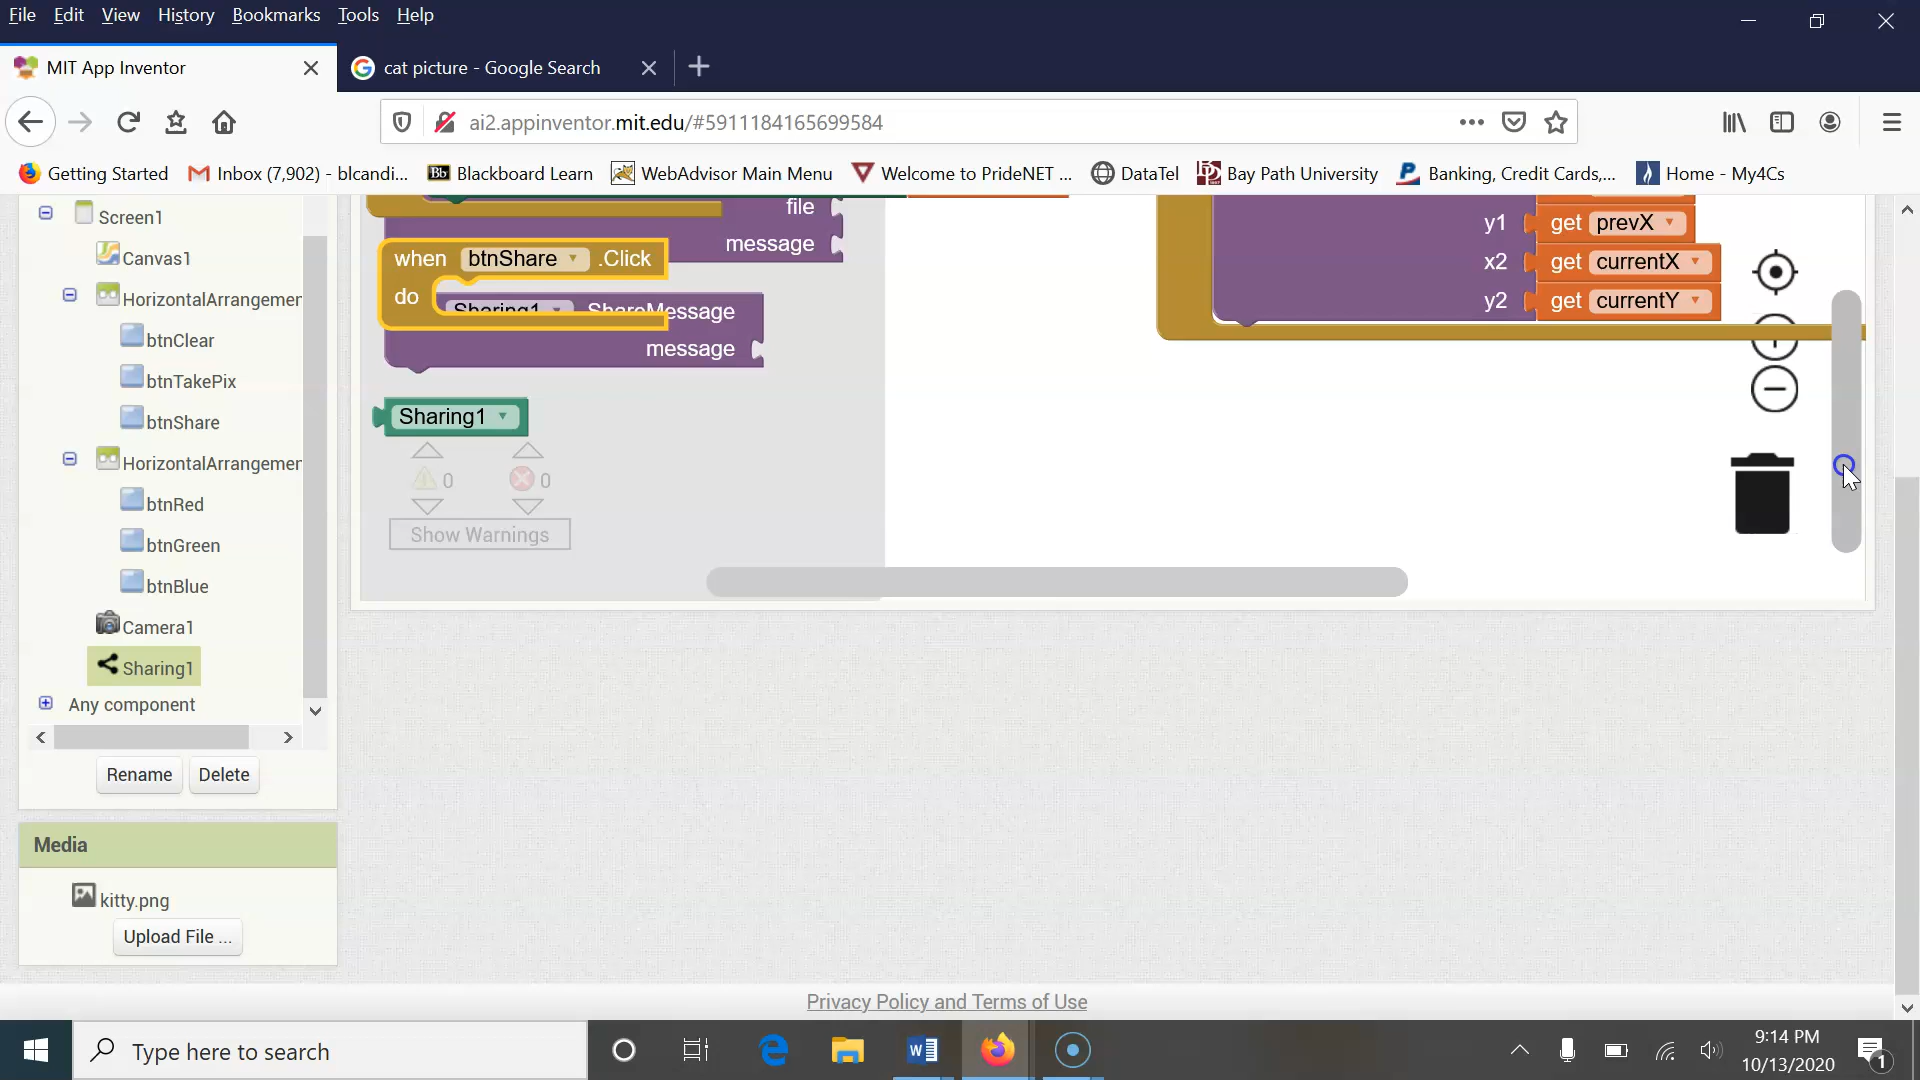 File Edit View History Bookmarks Tools Help
MIT App Inventor
cat picture - Google Search
ai2.appinventor.mit.edu/#5911184165699584
Getting Started
Inbox (7,902) - blcandi...
Blackboard Learn
WebAdvisor Main Menu
Welcome to PrideNET ...
DataTel
Bay Path University
Banking, Credit Cards,...
Home - My4Cs
Screen1
Canvas1
HorizontalArrangemen
btnClear
btnTakePix
btnShare
HorizontalArrangemen
btnRed
btnGreen
btnBlue
Camera1
Sharing1
Any component
Rename Delete
Media
kitty.png
Upload File ...
file
message
when btnShare .Click
do
Sharing1 ShareMessage
message
Sharing1
0 0
Show Warnings
y1 get prevX
x2 get currentX
y2 get currentY
Privacy Policy and Terms of Use
Type here to search
9:14 PM
10/13/2020
1